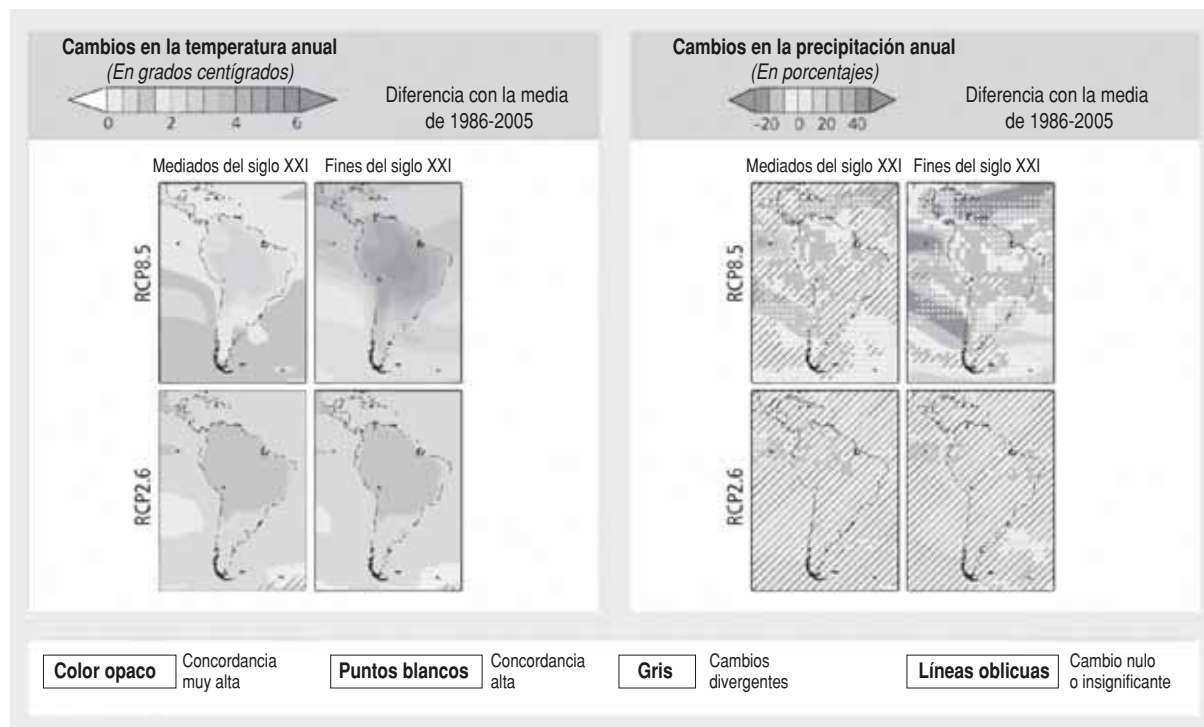 Cambios en la temperatura anual
(En grados centígrados)
0 2 4 6
Diferencia con la media
de 1986-2005
Mediados del siglo XXI Fines del siglo XXI
RCP8.5
RCP2.6
Cambios en la precipitación anual
(En porcentajes)
-20 0 20 40
Diferencia con la media
de 1986-2005
Mediados del siglo XXI Fines del siglo XXI
RCP8.5
RCP2.6
Color opaco
Concordancia
muy alta
Puntos blancos
Concordancia
alta
Gris
Cambios
divergentes
Líneas oblicuas
Cambio nulo
o insignificante